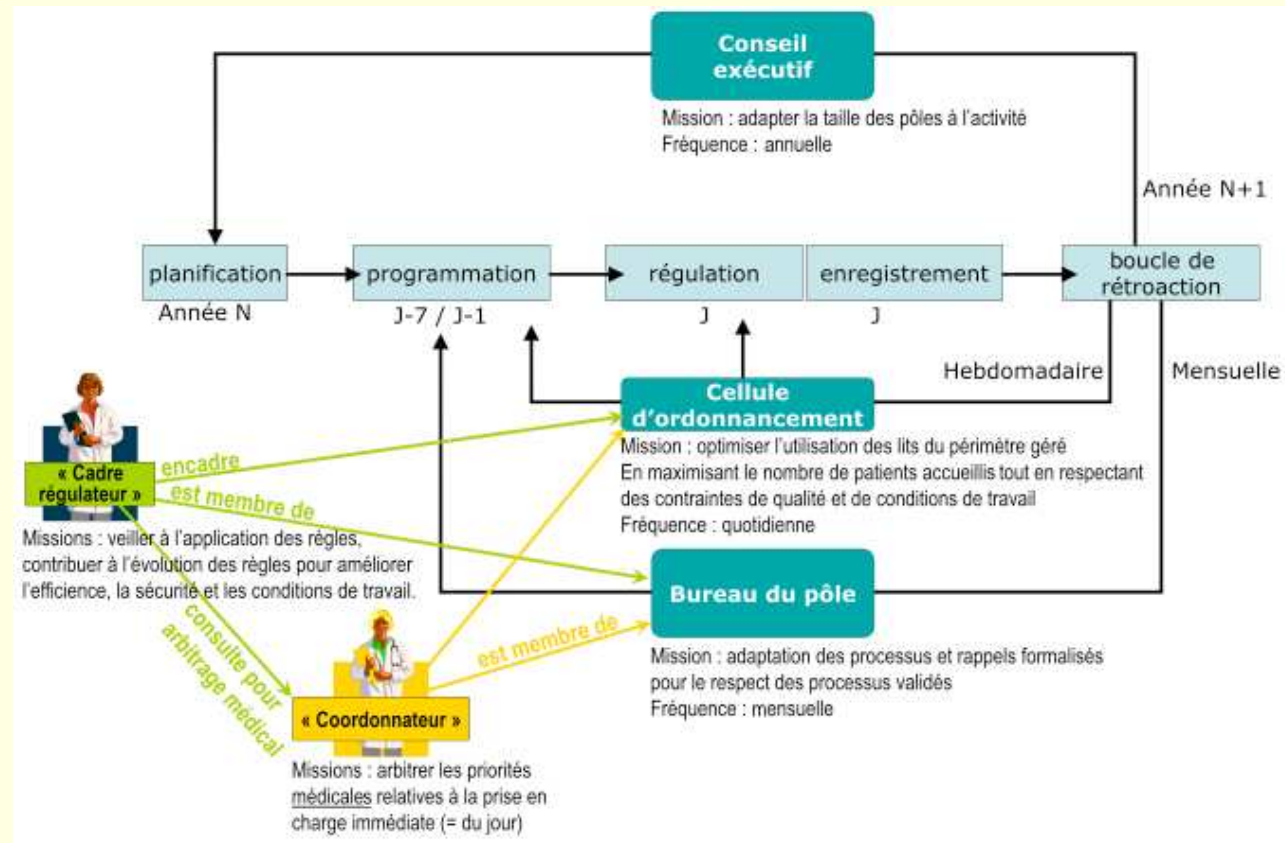 Conseil
exécutif
Mission : adapter la taille des pôles à l'activité
Fréquence : annuelle
Année N+1
planification
programmation
régulation
enregistrement
boucle de
rétroaction
Année N
J-7 / J-1
J
J
Hebdomadaire
Mensuelle
Cellule
d'ordonnancement
Mission : optimiser l'utilisation des lits du périmètre géré
En maximisant le nombre de patients accueillis tout en respectant
des contraintes de qualité et de conditions de travail
Fréquence : quotidienne
encadre
« Cadre
régulateur »
est membre de
Missions : veiller à l'application des règles,
contribuer à l'évolution des règles pour améliorer
l'efficience, la sécurité et les conditions de travail.
Bureau du pôle
consulte pour
arbitrage médical
est membre de
Mission : adaptation des processus et rappels formalisés
pour le respect des processus validés
Fréquence : mensuelle
« Coordonnateur »
Missions : arbitrer les priorités
médicales relatives à la prise en
charge immédiate (= du jour)